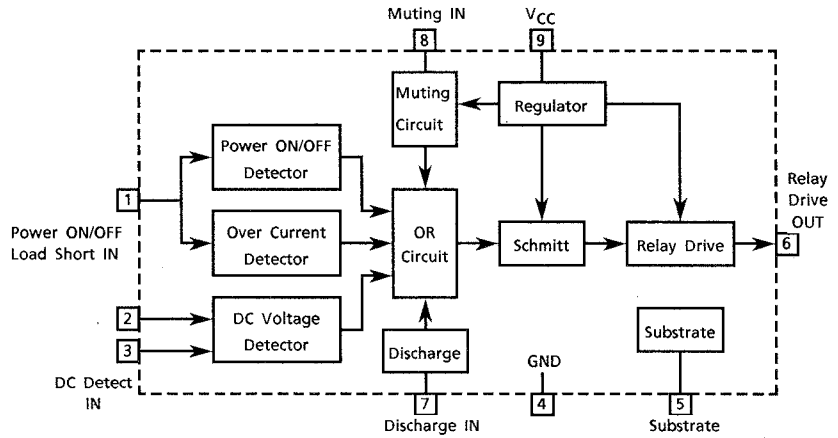 Muting IN
VCC
8
9
Muting
Circuit
Regulator
Power ON/OFF
Detector
1
Power ON/OFF
Load Short IN
Over Current
Detector
OR
Circuit
Schmitt
Relay Drive
Relay
Drive
OUT
6
2
3
DC Detect
IN
DC Voltage
Detector
Discharge
GND
Substrate
7
4
5
Discharge IN
Substrate